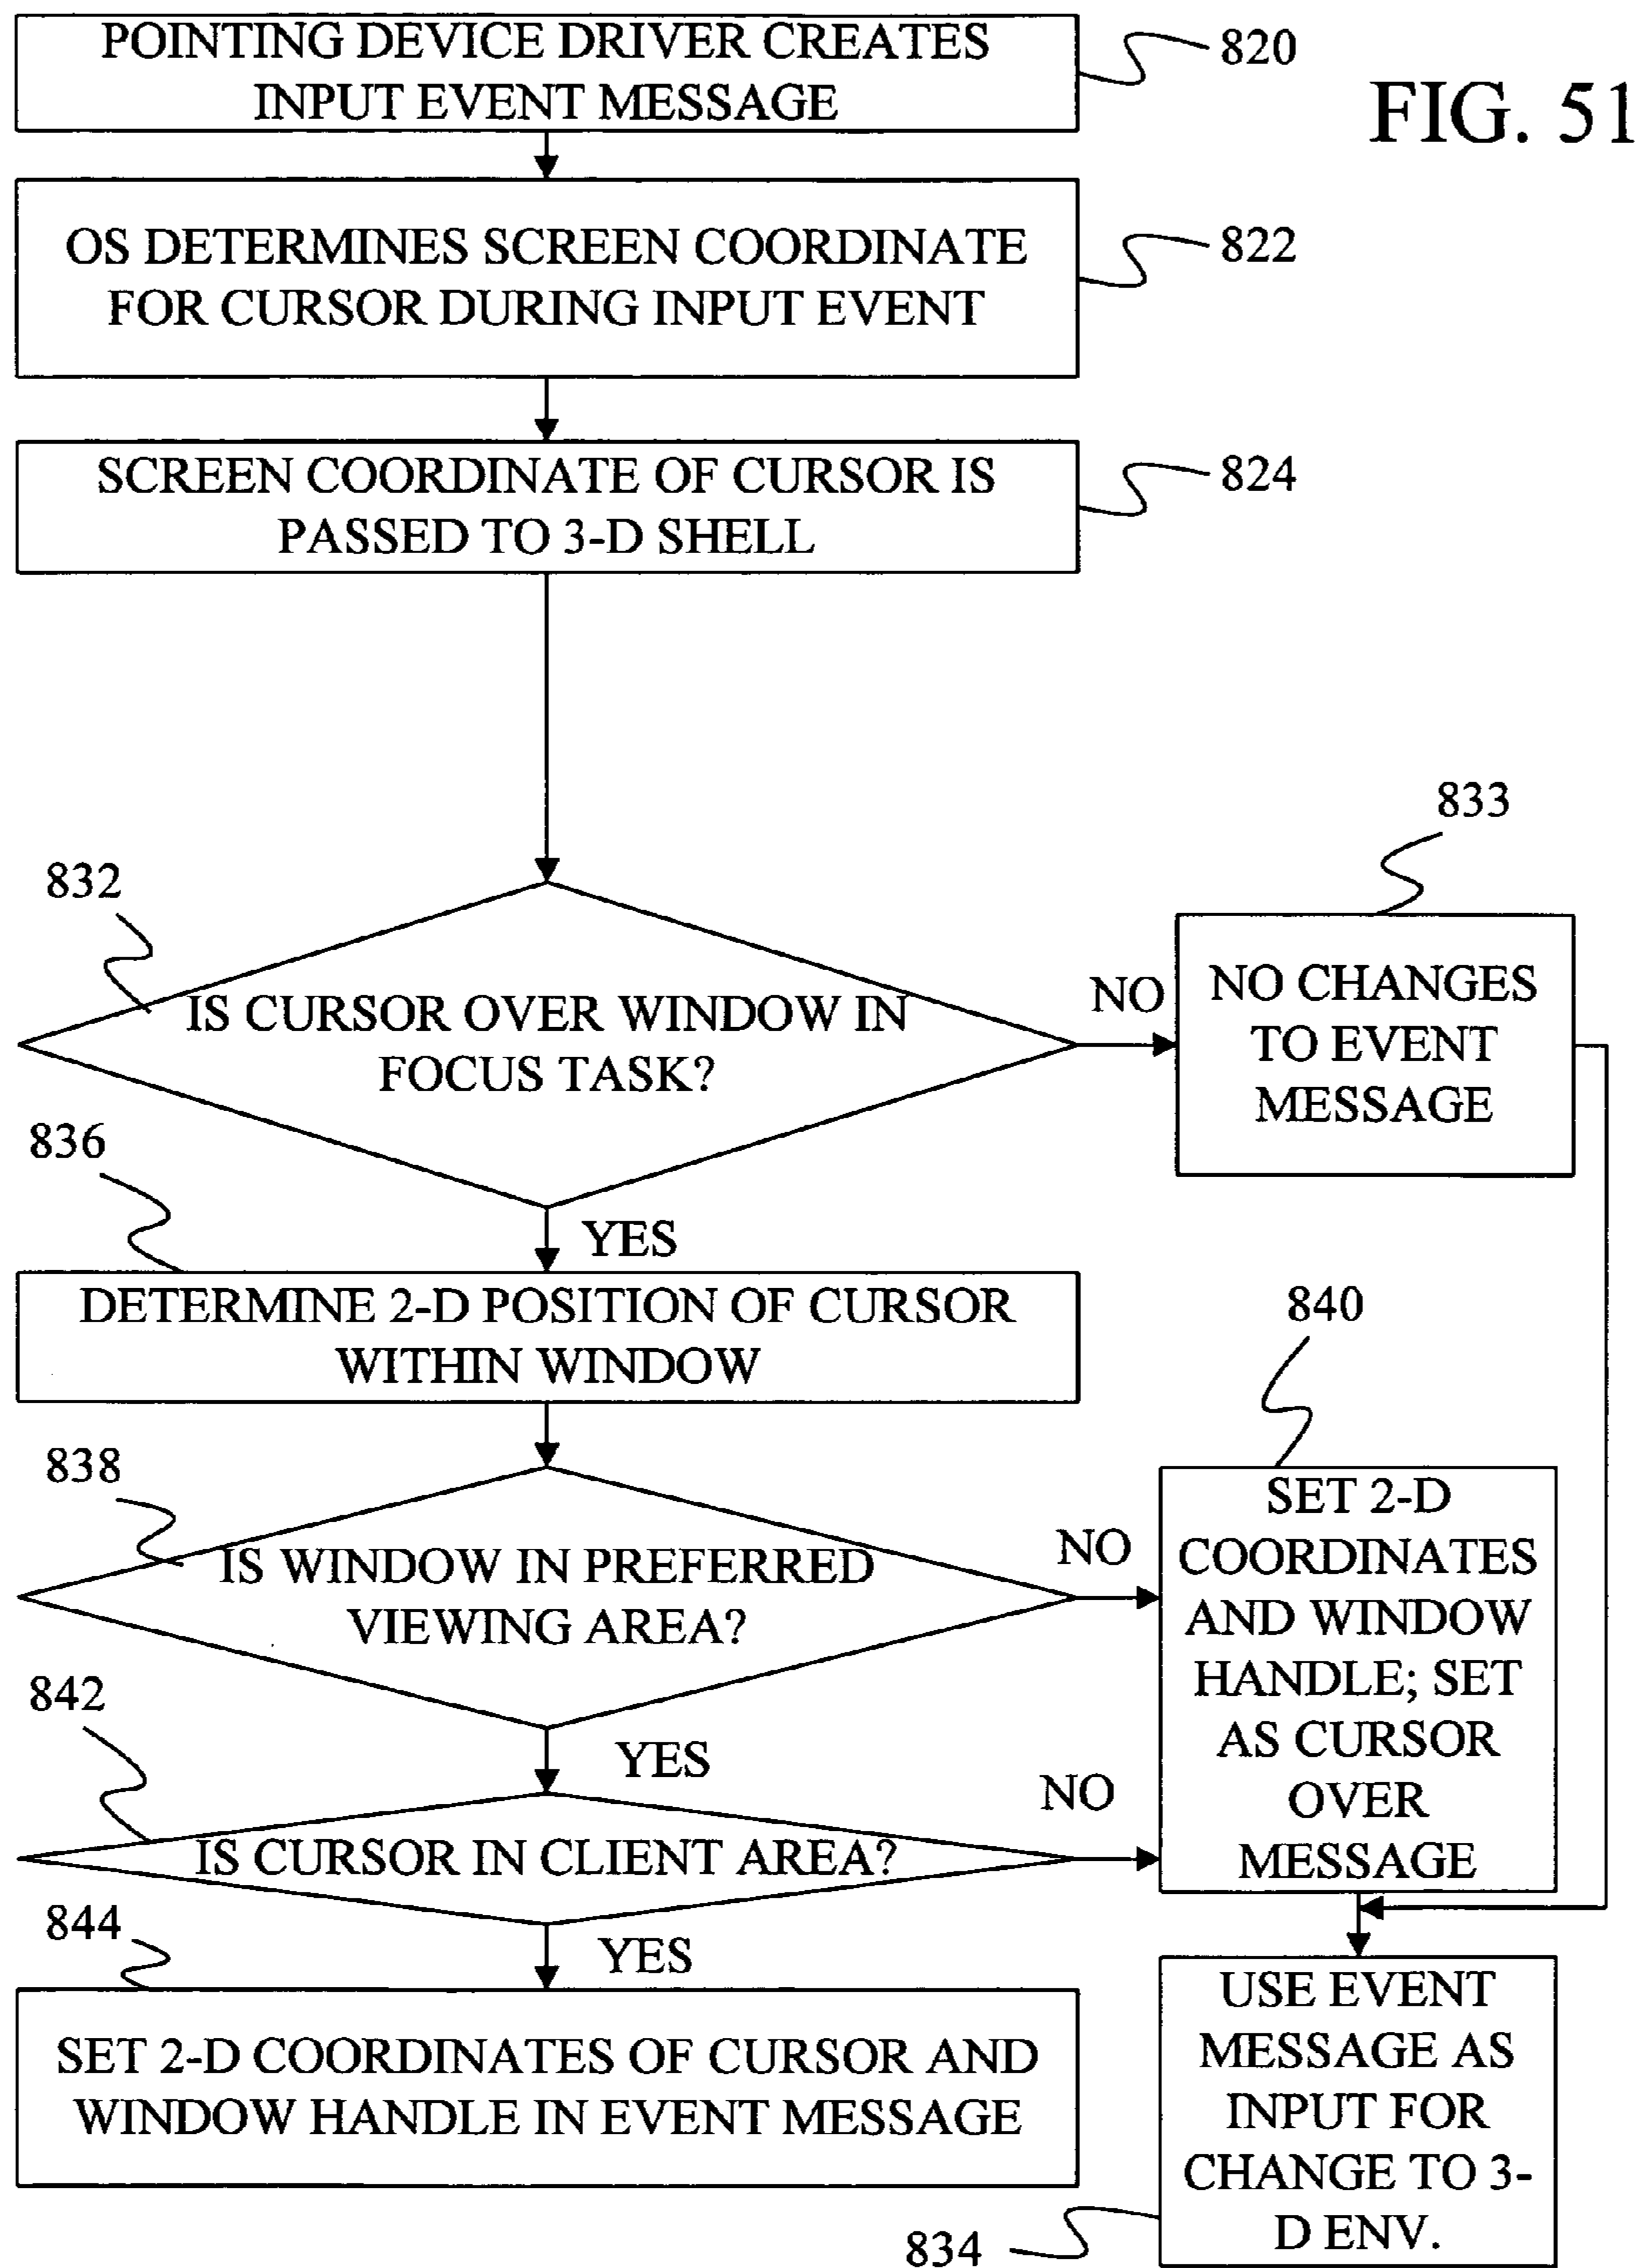 POINTING DEVICE DRIVER CREATES
INPUT EVENT MESSAGE
820
FIG. 51
OS DETERMINES SCREEN COORDINATE
FOR CURSOR DURING INPUT EVENT
822
SCREEN COORDINATE OF CURSOR IS
PASSED TO 3-D SHELL
824
832
IS CURSOR OVER WINDOW IN
FOCUS TASK?
NO
833
NO CHANGES
TO EVENT
MESSAGE
YES
836
DETERMINE 2-D POSITION OF CURSOR
WITHIN WINDOW
838
IS WINDOW IN PREFERRED
VIEWING AREA?
NO
840
SET 2-D
COORDINATES
AND WINDOW
HANDLE; SET
AS CURSOR
OVER
MESSAGE
YES
842
IS CURSOR IN CLIENT AREA?
NO
YES
844
SET 2-D COORDINATES OF CURSOR AND
WINDOW HANDLE IN EVENT MESSAGE
USE EVENT
MESSAGE AS
INPUT FOR
CHANGE TO 3-
D ENV.
834